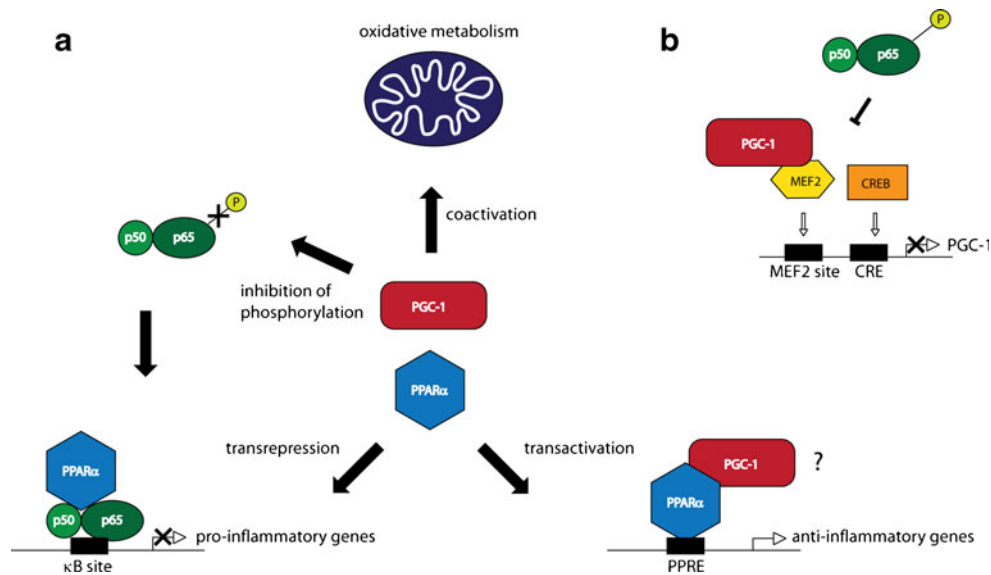 a
oxidative metabolism
P
p50
p65
coactivation
inhibition of
phosphorylation
PGC-1
PPARα
transrepression
transactivation
PPARα
p50
p65
pro-inflammatory genes
κB site
PGC-1
?
PPARα
anti-inflammatory genes
PPRE
b
P
p50
p65
PGC-1
MEF2
CREB
PGC-1
MEF2 site
CRE